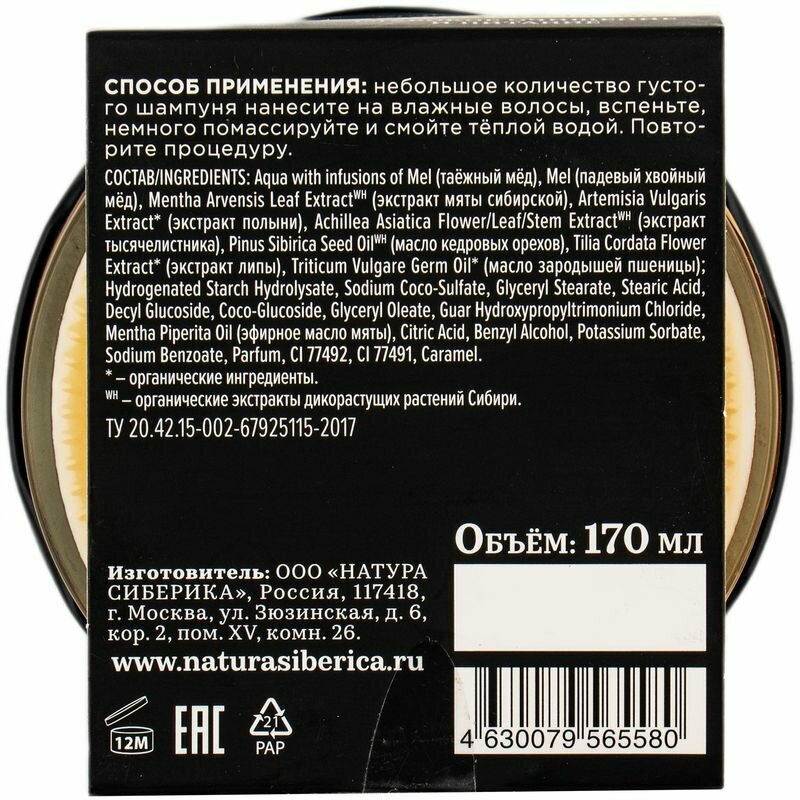 СПОСОБ ПРИМЕНЕНИЯ: небольшое количество густо-
го шампуня нанесите на влажные волосы, вспеньте,
немного помассируйте и смойте тёплой водой. Повто-
рите процедуру.
СОСТАВ/INGREDIENTS: Aqua with infusions of Mel (таёжный мёд), Mel (падевый хвойный
мёд), Mentha Arvensis Leaf Extractᵂᴴ (экстракт мяты сибирской), Artemisia Vulgaris
Extract* (экстракт полыни), Achillea Asiatica Flower/Leaf/Stem Extractᵂᴴ (экстракт
тысячелистника), Pinus Sibirica Seed Oilᵂᴴ (масло кедровых орехов), Tilia Cordata Flower
Extract* (экстракт липы), Triticum Vulgare Germ Oil* (масло зародышей пшеницы);
Hydrogenated Starch Hydrolysate, Sodium Coco-Sulfate, Glyceryl Stearate, Stearic Acid,
Decyl Glucoside, Coco-Glucoside, Glyceryl Oleate, Guar Hydroxypropyltrimonium Chloride,
Mentha Piperita Oil (эфирное масло мяты), Citric Acid, Benzyl Alcohol, Potassium Sorbate,
Sodium Benzoate, Parfum, CI 77492, CI 77491, Caramel.
* – органические ингредиенты.
ᵂᴴ – органические экстракты дикорастущих растений Сибири.
ТУ 20.42.15-002-67925115-2017
Объём: 170 мл
Изготовитель: ООО «НАТУРА
СИБЕРИКА», Россия, 117418,
г. Москва, ул. Зюзинская, д. 6,
кор. 2, пом. XV, комн. 26.
www.naturasiberica.ru
12M
EAC
21
PAP
4 630079 565580